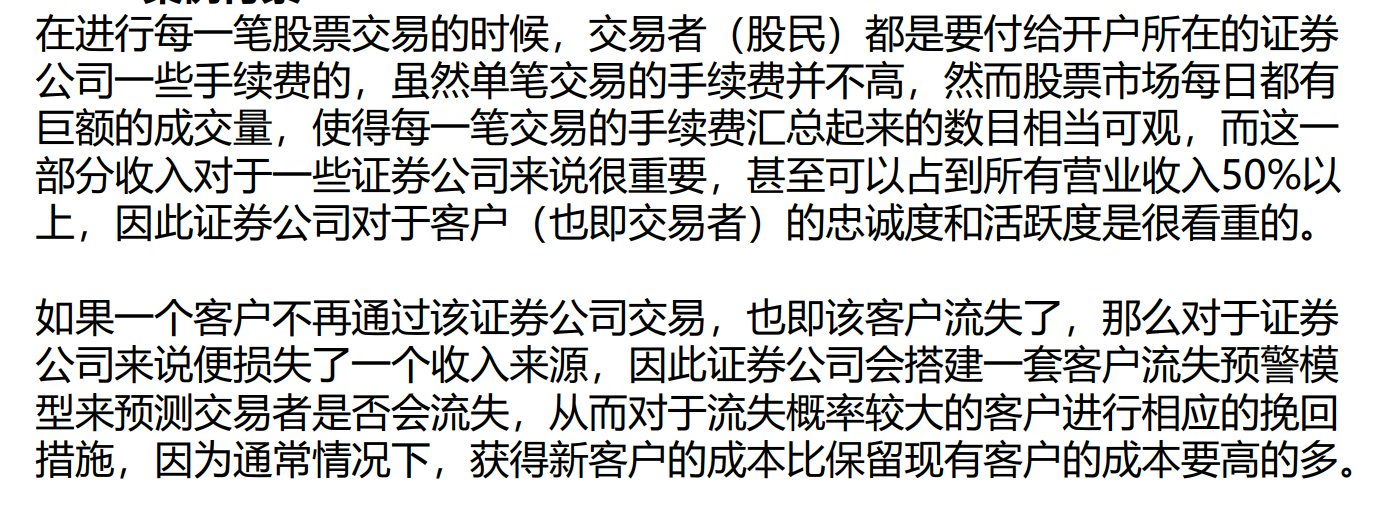 在进行每一笔股票交易的时候，交易者（股民）都是要付给开户所在的证券
公司一些手续费的，虽然单笔交易的手续费并不高，然而股票市场每日都有
巨额的成交量，使得每一笔交易的手续费汇总起来的数目相当可观，而这一
部分收入对于一些证券公司来说很重要，甚至可以占到所有营业收入50%以
上，因此证券公司对于客户（也即交易者）的忠诚度和活跃度是很看重的。
如果一个客户不再通过该证券公司交易，也即该客户流失了，那么对于证券
公司来说便损失了一个收入来源，因此证券公司会搭建一套客户流失预警模
型来预测交易者是否会流失，从而对于流失概率较大的客户进行相应的挽回
措施，因为通常情况下，获得新客户的成本比保留现有客户的成本要高的多。